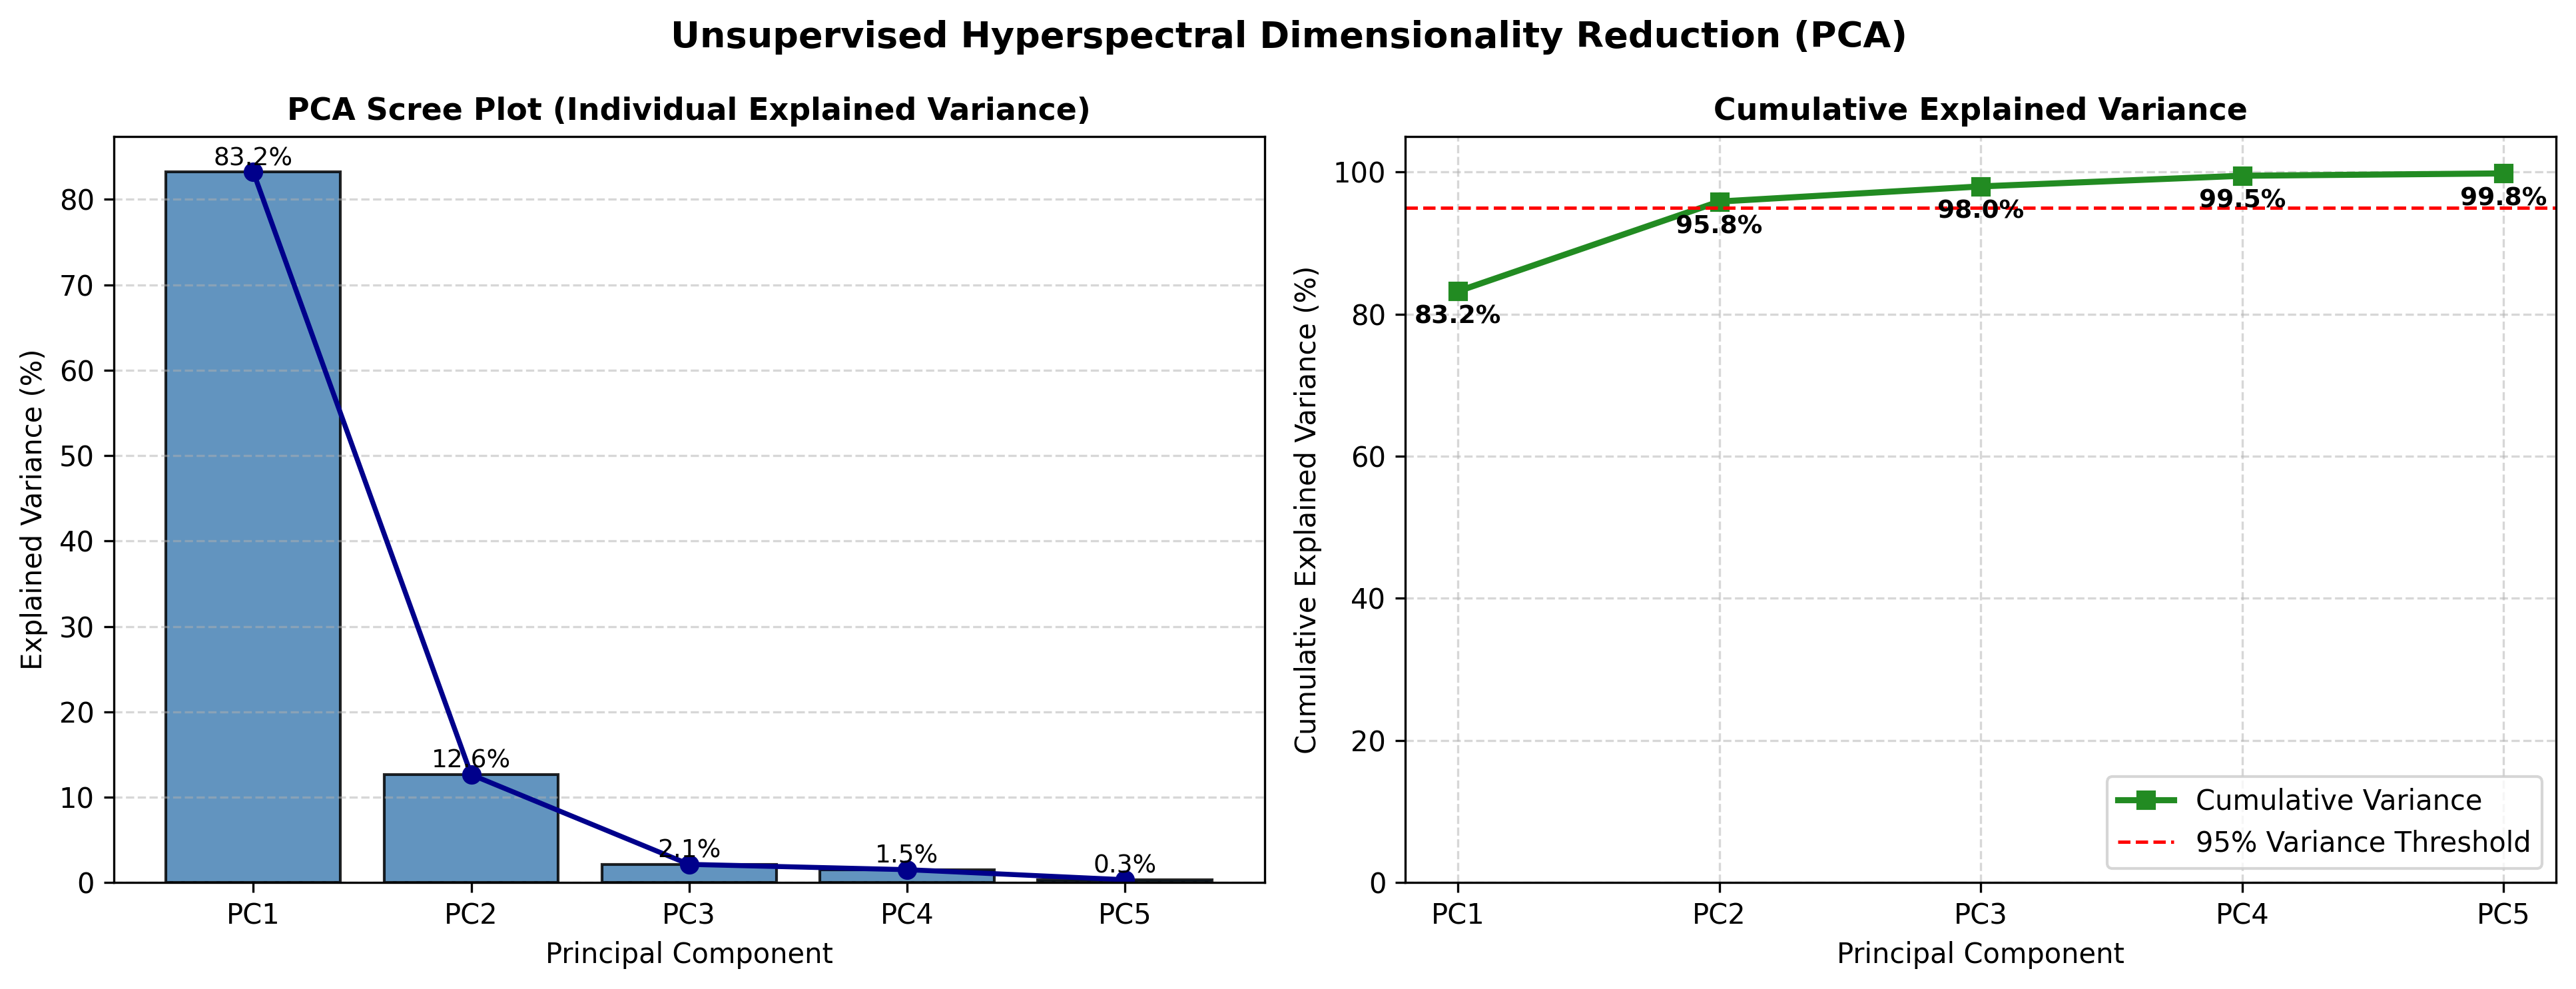 Unsupervised Hyperspectral Dimensionality Reduction (PCA)
PCA Scree Plot (Individual Explained Variance)
Explained Variance (%)
80
70
60
50
40
30
20
10
0
83.2%
12.6%
2.1%
1.5%
0.3%
PC1 PC2 PC3 PC4 PC5
Principal Component
Cumulative Explained Variance
Cumulative Explained Variance (%)
100
80
60
40
20
0
83.2%
95.8%
98.0%
99.5%
99.8%
Cumulative Variance
95% Variance Threshold
PC1 PC2 PC3 PC4 PC5
Principal Component